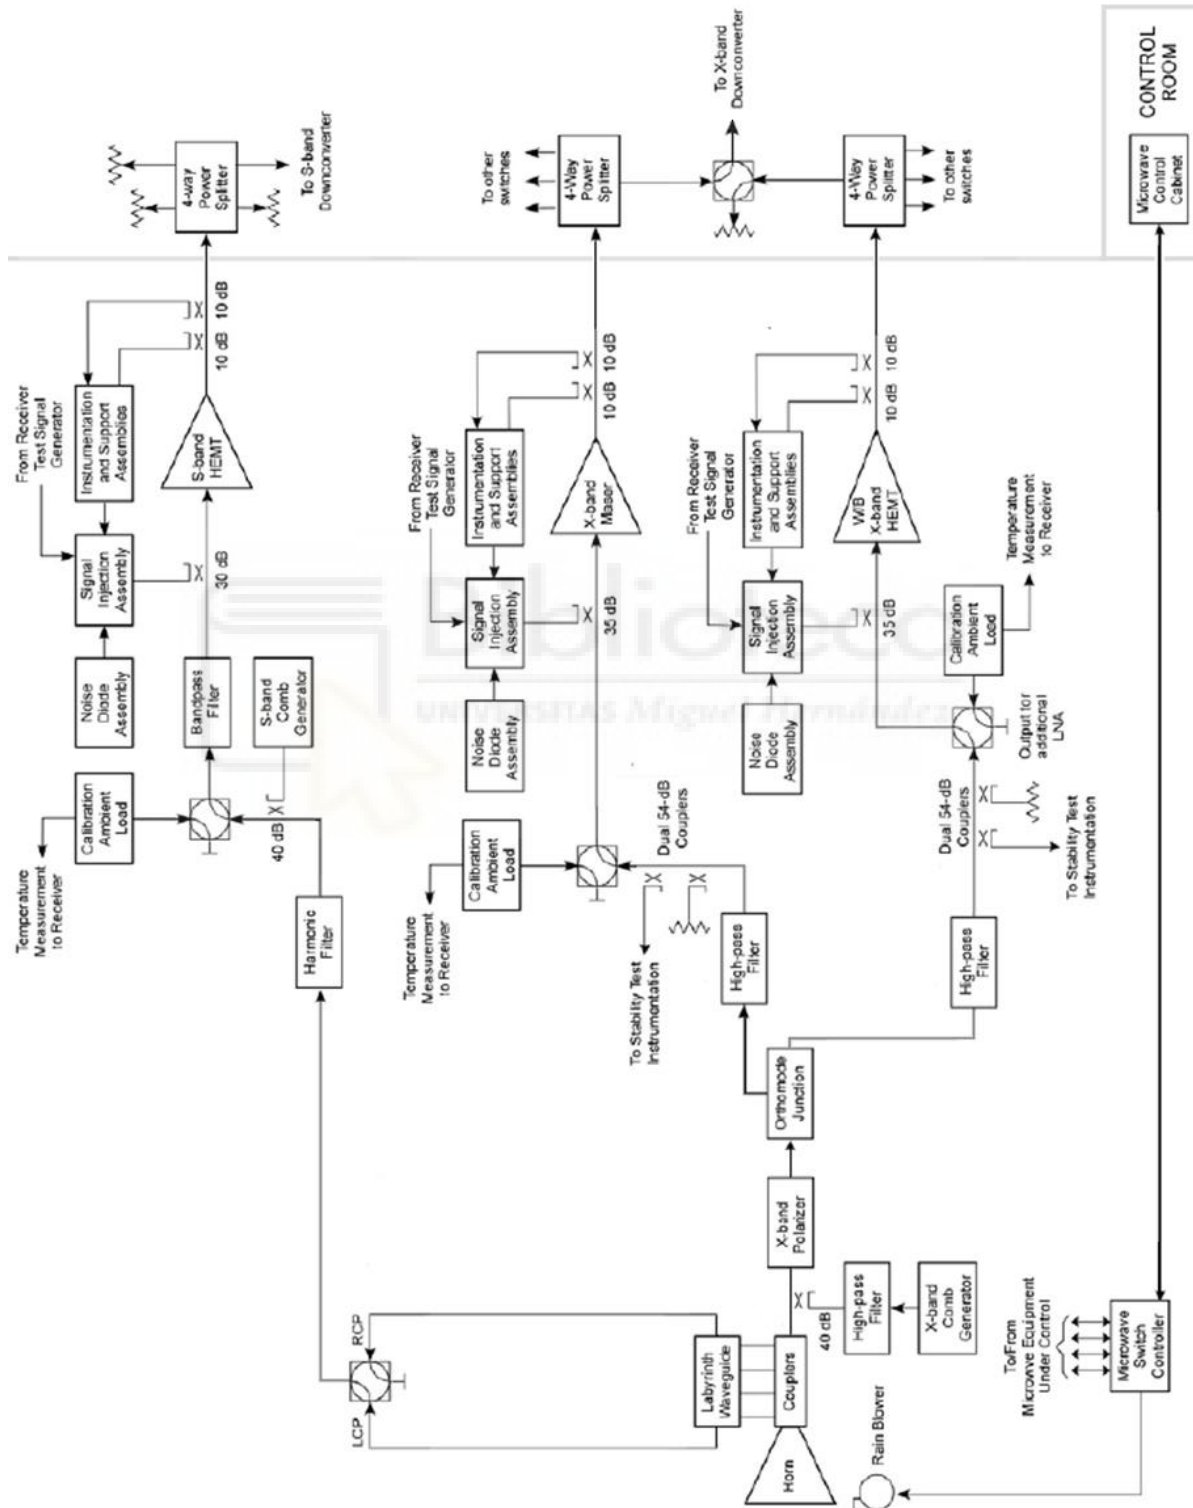 To S-band
Downconverter
4-way
Power
Splitter
To other
switches
4-Way
Power
Splitter
To X-band
Downconverter
4-Way
Power
Splitter
To other
switches
CONTROL
ROOM
Microwave
Control
Cabinet
From Receiver
Test Signal
Generator
Instrumentation
and Support
Assemblies
Signal
Injection
Assembly
Noise
Diode
Assembly
10 dB
10 dB
S-band
HEMT
30 dB
Bandpass
Filter
S-band
Comb
Generator
40 dB
Calibration
Ambient
Load
Temperature
Measurement
to Receiver
Harmonic
Filter
From Receiver
Test Signal
Generator
Instrumentation
and Support
Assemblies
Signal
Injection
Assembly
Noise
Diode
Assembly
10 dB
10 dB
X-band
Maser
35 dB
Calibration
Ambient
Load
Temperature
Measurement
to Receiver
Dual 54-dB
Couplers
To Stability Test
Instrumentation
High-pass
Filter
From Receiver
Test Signal
Generator
Instrumentation
and Support
Assemblies
Signal
Injection
Assembly
Noise
Diode
Assembly
10 dB
10 dB
W/B
X-band
HEMT
35 dB
Calibration
Ambient
Load
Temperature
Measurement
to Receiver
Output for
additional
LNA
Dual 54-dB
Couplers
To Stability Test
Instrumentation
High-pass
Filter
Orthomode
Junction
X-band
Polarizer
40 dB
High-pass
Filter
X-band
Comb
Generator
LCP
RCP
Labyrinth
Waveguide
Couplers
Horn
Rain Blower
To/From
Microwave Equipment
Under Control
Microwave
Switch
Controller
Biblioteca
UNIVERSITAS Miguel Hernández